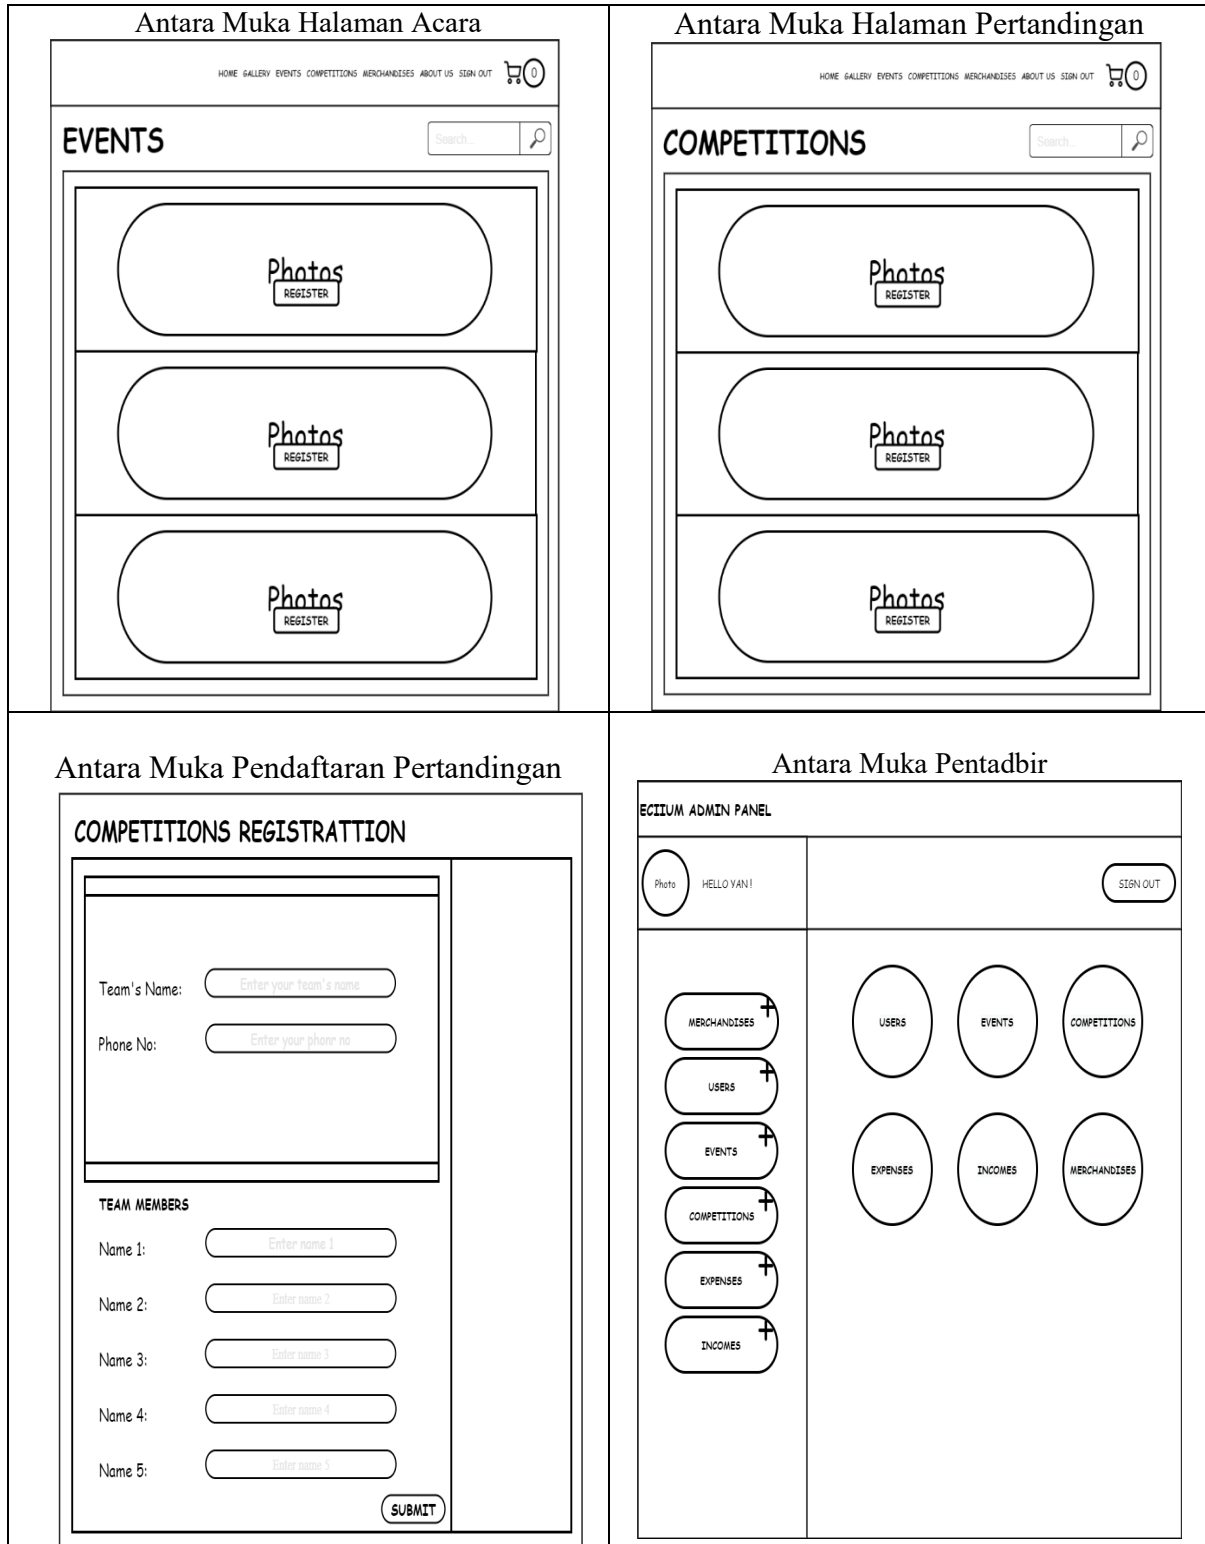 Antara Muka Halaman Acara
HOME GALLERY EVENTS COMPETITIONS MERCHANDISES ABOUT US SIGN OUT 0
EVENTS
Search...
Photos
REGISTER
Photos
REGISTER
Photos
REGISTER
Antara Muka Halaman Pertandingan
HOME GALLERY EVENTS COMPETITIONS MERCHANDISES ABOUT US SIGN OUT 0
COMPETITIONS
Search...
Photos
REGISTER
Photos
REGISTER
Photos
REGISTER
Antara Muka Pendaftaran Pertandingan
COMPETITIONS REGISTRATTION
Team's Name: Enter your team's name
Phone No: Enter your phonr no
TEAM MEMBERS
Name 1: Enter name 1
Name 2: Enter name 2
Name 3: Enter name 3
Name 4: Enter name 4
Name 5: Enter name 5
SUBMIT
Antara Muka Pentadbir
ECIIUM ADMIN PANEL
Photo HELLO YAN !
SIGN OUT
MERCHANDISES
USERS
EVENTS
COMPETITIONS
EXPENSES
INCOMES
USERS EVENTS COMPETITIONS
EXPENSES INCOMES MERCHANDISES